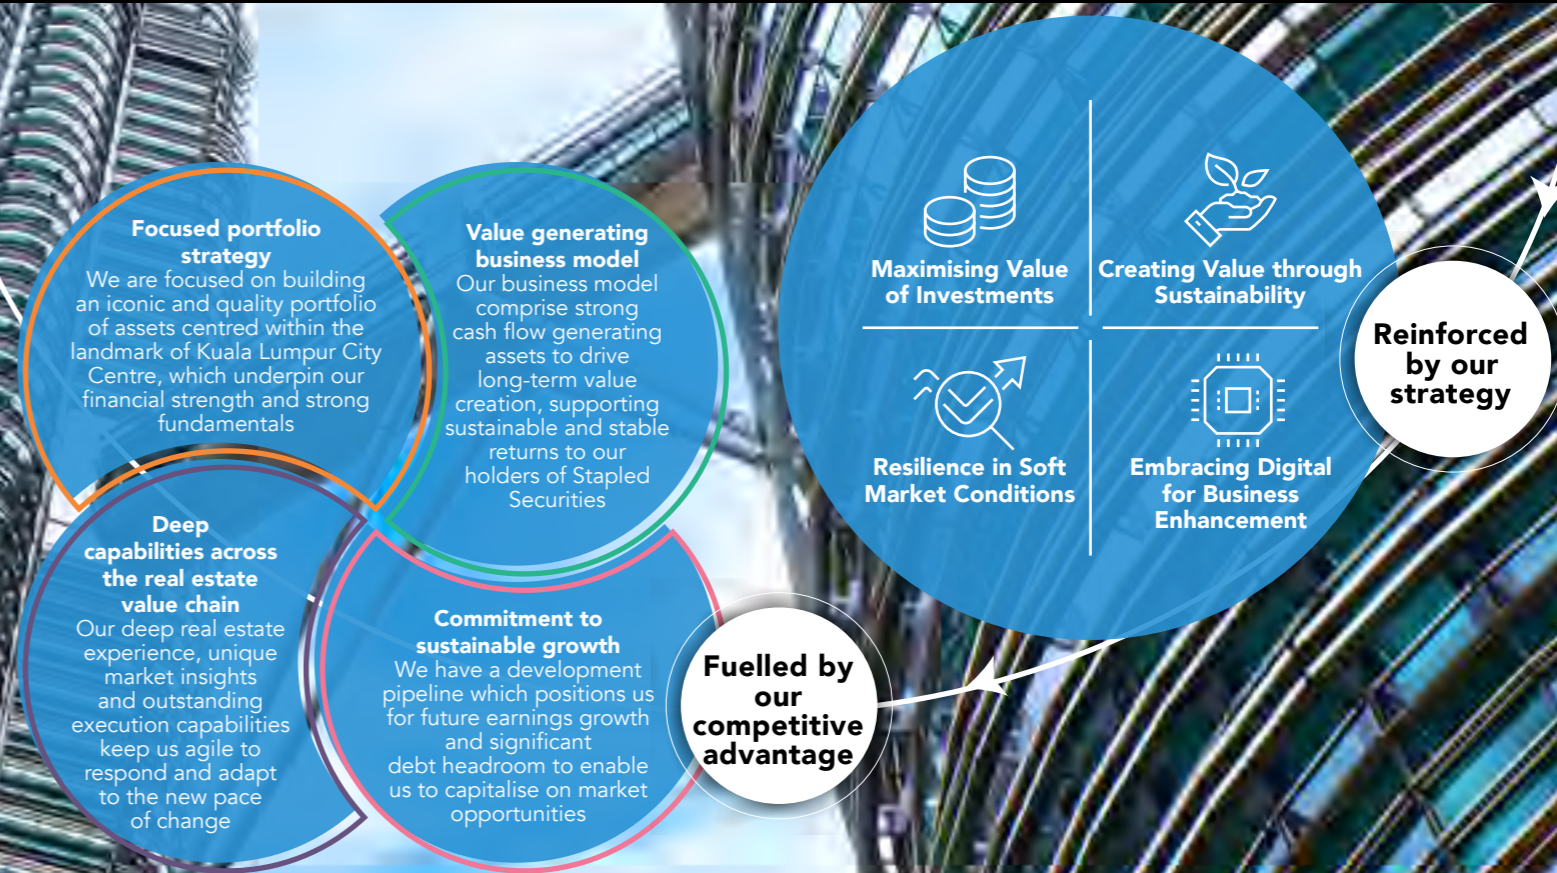 Focused portfolio
strategy
We are focused on building
an iconic and quality portfolio
of assets centred within the
landmark of Kuala Lumpur City
Centre, which underpin our
financial strength and strong
fundamentals
Value generating
business model
Our business model
comprise strong
cash flow generating
assets to drive
long-term value
creation, supporting
sustainable and stable
returns to our
holders of Stapled
Securities
Deep
capabilities across
the real estate
value chain
Our deep real estate
experience, unique
market insights
and outstanding
execution capabilities
keep us agile to
respond and adapt
to the new pace
of change
Commitment to
sustainable growth
We have a development
pipeline which positions us
for future earnings growth
and significant
debt headroom to enable
us to capitalise on market
opportunities
Fuelled by
our
competitive
advantage
Maximising Value
of Investments
Creating Value through
Sustainability
Resilience in Soft
Market Conditions
Embracing Digital
for Business
Enhancement
Reinforced
by our
strategy